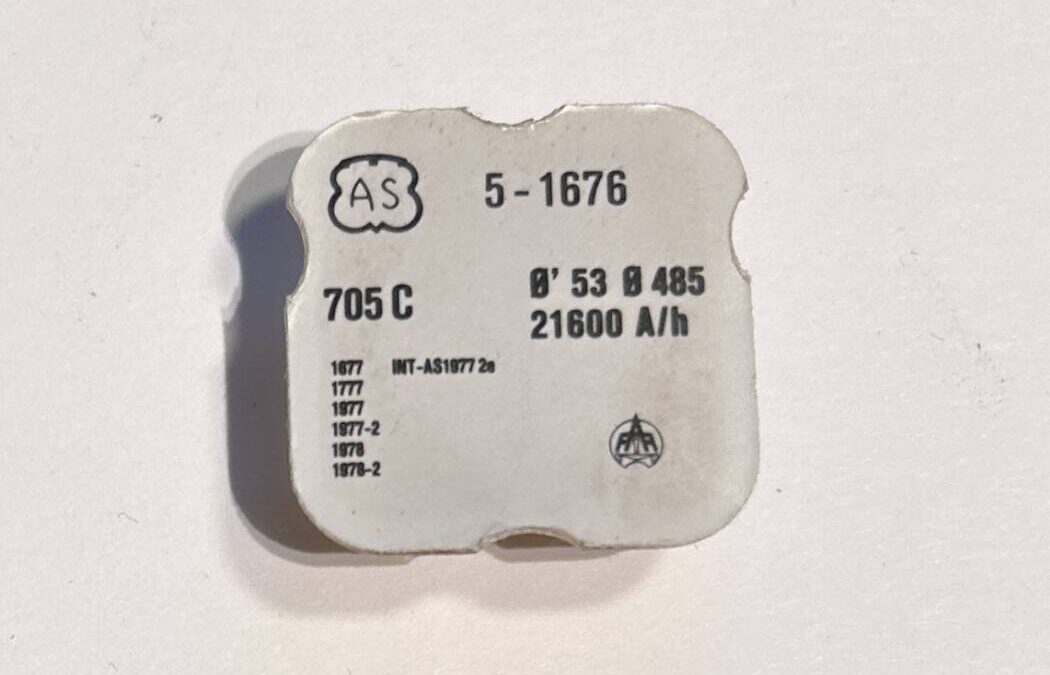 AS 5-1676
705 C
Ø' 53 Ø 485
21600 A/h
1677 INT-AS1977 2e
1777
1977
1977-2
1978
1978-2